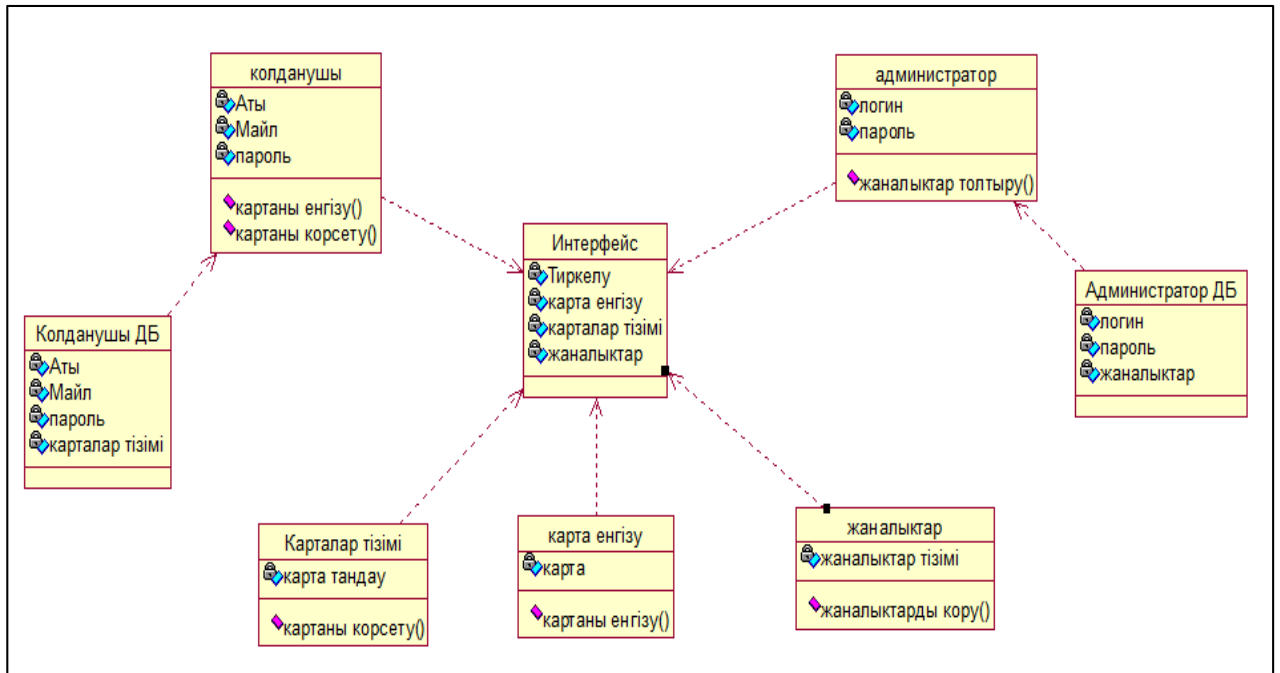 колданушы
Аты
Майл
пароль
картаны енгізу()
картаны корсету()
администратор
логин
пароль
жаналыктар толтыру()
Интерфейс
Тиркелу
карта енгізу
карталар тізімі
жаналыктар
Колданушы ДБ
Аты
Майл
пароль
карталар тізімі
Администратор ДБ
логин
пароль
жаналыктар
Карталар тізімі
карта тандау
картаны корсету()
карта енгізу
карта
картаны енгізу()
жаналыктар
жаналыктар тізімі
жаналыктарды кору()